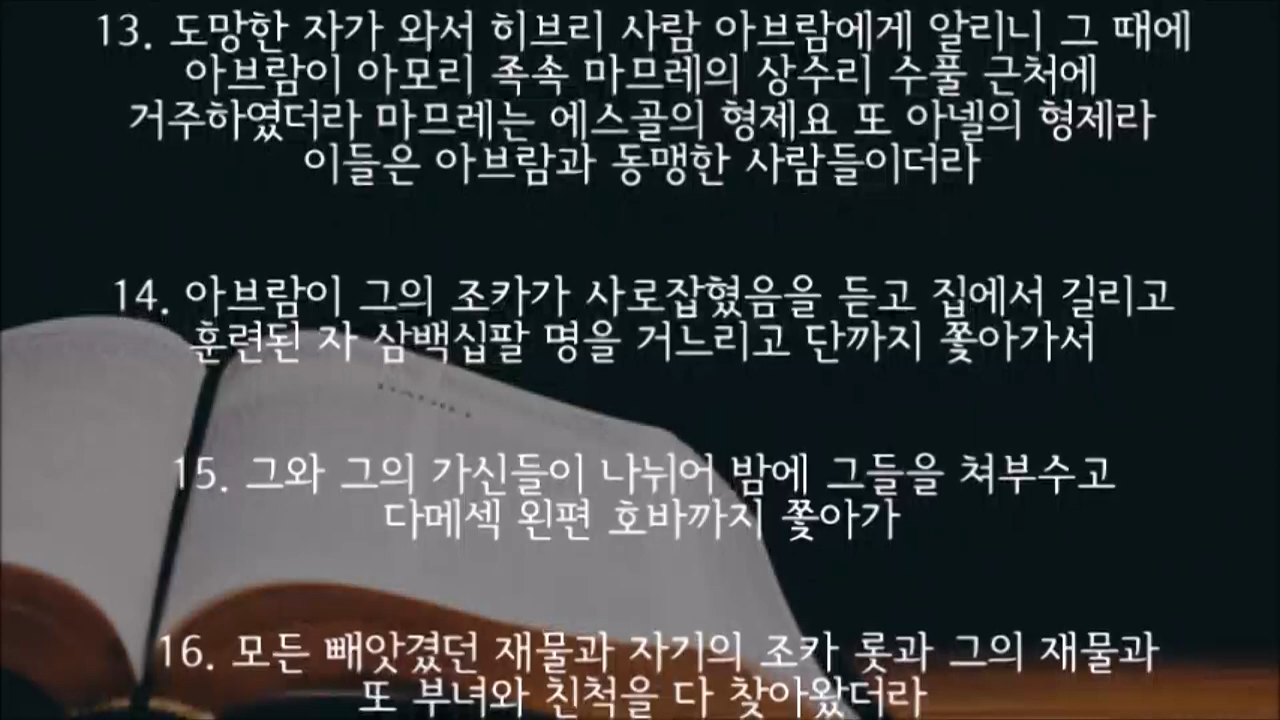 13. 도망한 자가 와서 히브리 사람 아브람에게 알리니 그 때에
아브람이 아모리 족속 마므레의 상수리 수풀 근처에
거주하였더라 마므레는 에스골의 형제요 또 아넬의 형제라
이들은 아브람과 동맹한 사람들이더라
14. 아브람이 그의 조카가 사로잡혔음을 듣고 집에서 길리고
훈련된 자 삼백십팔 명을 거느리고 단까지 쫓아가서
15. 그와 그의 가신들이 나뉘어 밤에 그들을 쳐부수고
다메섹 왼편 호바까지 쫓아가
16. 모든 빼앗겼던 재물과 자기의 조카 롯과 그의 재물과
또 부녀와 친척을 다 찾아왔더라